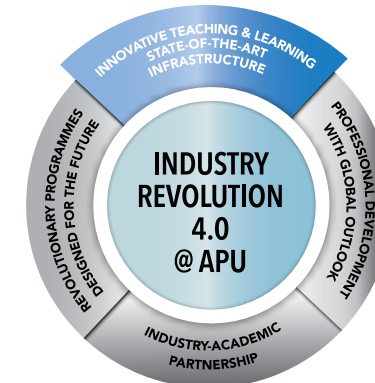 INNOVATIVE TEACHING & LEARNING
STATE-OF-THE-ART
INFRASTRUCTURE
PROFESSIONAL DEVELOPMENT
WITH GLOBAL OUTLOOK
INDUSTRY-ACADEMIC
PARTNERSHIP
REVOLUTIONARY PROGRAMMES
DESIGNED FOR THE FUTURE
INDUSTRY
REVOLUTION
4.0
@ APU